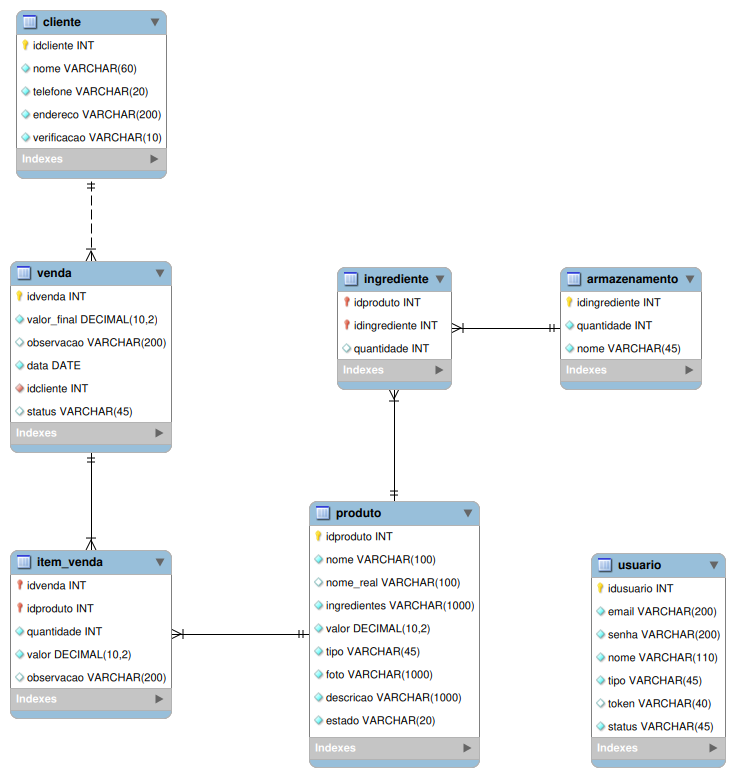 cliente
idcliente INT
nome VARCHAR(60)
telefone VARCHAR(20)
endereco VARCHAR(200)
verificacao VARCHAR(10)
Indexes
venda
idvenda INT
valor_final DECIMAL(10,2)
observacao VARCHAR(200)
data DATE
idcliente INT
status VARCHAR(45)
Indexes
ingrediente
idproduto INT
idingrediente INT
quantidade INT
Indexes
armazenamento
idingrediente INT
quantidade INT
nome VARCHAR(45)
Indexes
item_venda
idvenda INT
idproduto INT
quantidade INT
valor DECIMAL(10,2)
observacao VARCHAR(200)
Indexes
produto
idproduto INT
nome VARCHAR(100)
nome_real VARCHAR(100)
ingredientes VARCHAR(1000)
valor DECIMAL(10,2)
tipo VARCHAR(45)
foto VARCHAR(1000)
descricao VARCHAR(1000)
estado VARCHAR(20)
Indexes
usuario
idusuario INT
email VARCHAR(200)
senha VARCHAR(200)
nome VARCHAR(110)
tipo VARCHAR(45)
token VARCHAR(40)
status VARCHAR(45)
Indexes